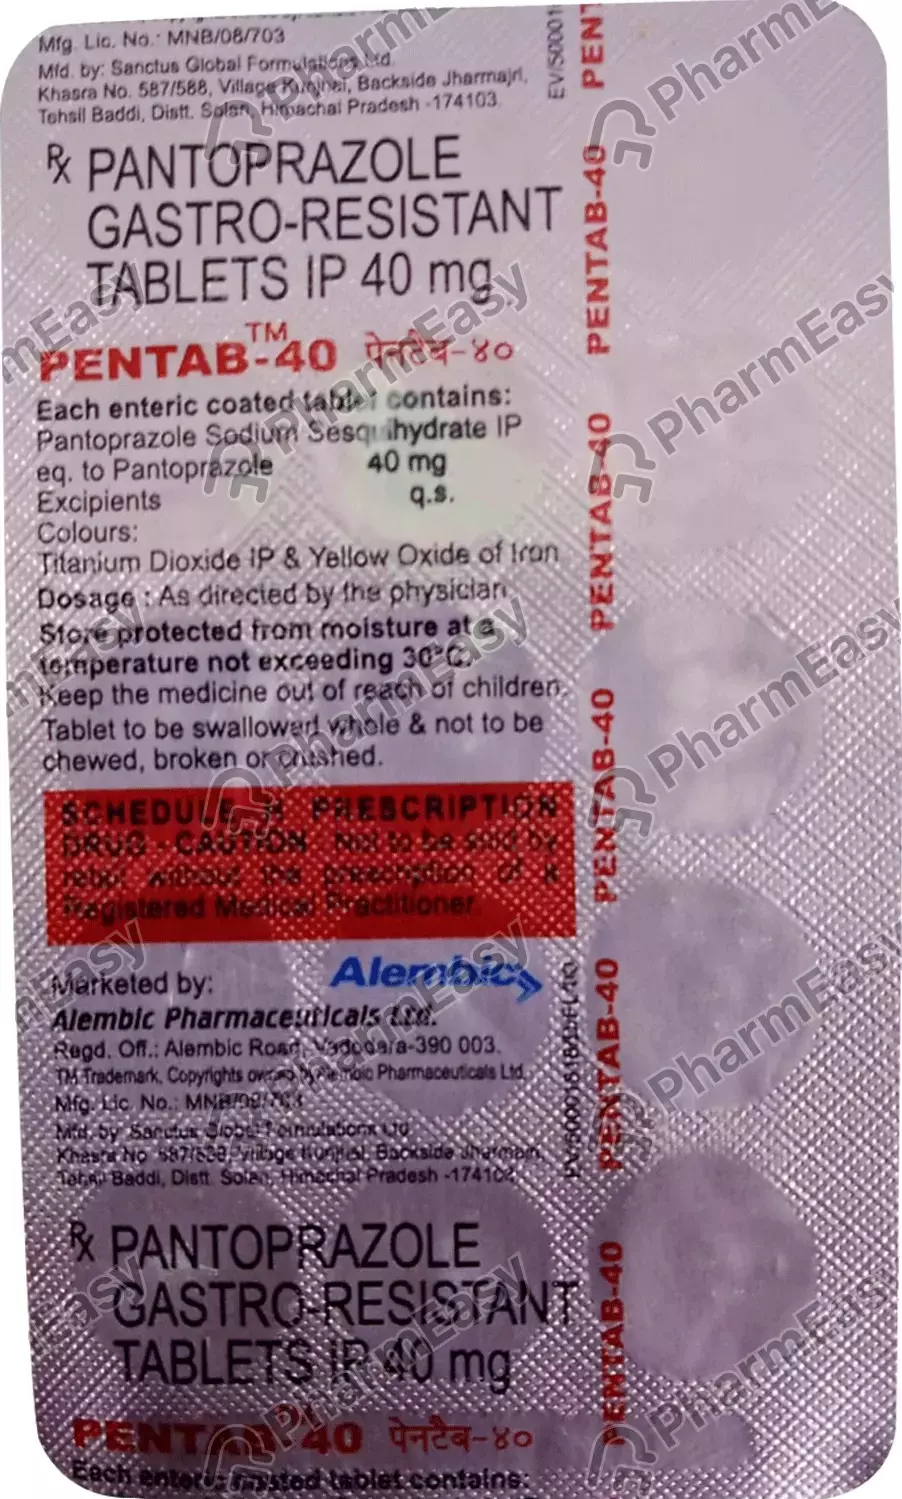 Mfg. Lic. No.: MNB/08/703
Mfd. by: Sanctus Global Formulations Ltd.
Khasra No. 587/588, Village Kunjhal, Backside Jharmajri,
Tehsil Baddi, Distt. Solan, Himachal Pradesh -174103.
Rx PANTOPRAZOLE
GASTRO-RESISTANT
TABLETS IP 40 mg
PENTAB™-40 पेनटैब-४०
Each enteric coated tablet contains:
Pantoprazole Sodium Sesquihydrate IP
eq. to Pantoprazole 40 mg
Excipients q.s.
Colours:
Titanium Dioxide IP & Yellow Oxide of Iron
Dosage : As directed by the physician.
Store protected from moisture at a
temperature not exceeding 30°C.
Keep the medicine out of reach of children.
Tablet to be swallowed whole & not to be
chewed, broken or crushed.
SCHEDULE H PRESCRIPTION
DRUG - CAUTION Not to be sold by
retail without the prescription of a
Registered Medical Practitioner.
Marketed by: Alembic
Alembic Pharmaceuticals Ltd.
Regd. Off.: Alembic Road, Vadodara-390 003.
TM Trademark, Copyrights owned by Alembic Pharmaceuticals Ltd.
Mfg. Lic. No.: MNB/08/703
Mfd. by: Sanctus Global Formulations Ltd.
Khasra No. 587/588, Village Kunjhal, Backside Jharmajri,
Tehsil Baddi, Distt. Solan, Himachal Pradesh -174103.
Rx PANTOPRAZOLE
GASTRO-RESISTANT
TABLETS IP 40 mg
PENTAB™-40 पेनटैब-४०
Each enteric coated tablet contains:
PENTAB-40
PENTAB-40
PENTAB-40
PENTAB-40
PENTAB-40
PharmEasy
PharmEasy
PharmEasy
PharmEasy
PharmEasy
PharmEasy
PharmEasy
PharmEasy